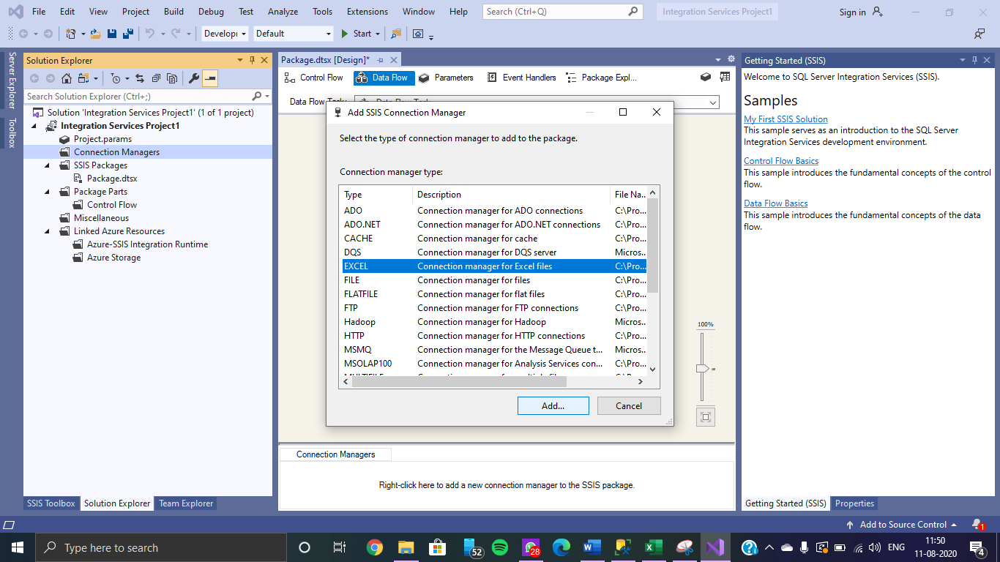 File Edit View Project Build Debug Test Analyze Tools Extensions Window Help Search (Ctrl+Q) Integration Services Project1 Sign in
Developr Default Start
Server Explorer
Toolbox
Solution Explorer
Search Solution Explorer (Ctrl+;)
Solution 'Integration Services Project1' (1 of 1 project)
Integration Services Project1
Project.params
Connection Managers
SSIS Packages
Package.dtsx
Package Parts
Control Flow
Miscellaneous
Linked Azure Resources
Azure-SSIS Integration Runtime
Azure Storage
SSIS Toolbox Solution Explorer Team Explorer
Package.dtsx [Design]*
Control Flow Data Flow Parameters Event Handlers Package Expl...
Data Flow Task: Data Flow Task
Add SSIS Connection Manager
Select the type of connection manager to add to the package.
Connection manager type:
Type Description File Na...
ADO Connection manager for ADO connections C:\Pro...
ADO.NET Connection manager for ADO.NET connections C:\Pro...
CACHE Connection manager for cache C:\Pro...
DQS Connection manager for DQS server Micros...
EXCEL Connection manager for Excel files C:\Pro...
FILE Connection manager for files C:\Pro...
FLATFILE Connection manager for flat files C:\Pro...
FTP Connection manager for FTP connections C:\Pro...
Hadoop Connection manager for Hadoop Micros...
HTTP Connection manager for HTTP connections C:\Pro...
MSMQ Connection manager for the Message Queue t... Micros...
MSOLAP100 Connection manager for Analysis Services con... C:\Pro...
Add... Cancel
100%
Connection Managers
Right-click here to add a new connection manager to the SSIS package.
Getting Started (SSIS)
Welcome to SQL Server Integration Services (SSIS).
Samples
My First SSIS Solution
This sample serves as an introduction to the SQL Server
Integration Services development environment.
Control Flow Basics
This sample introduces the fundamental concepts of the control
flow.
Data Flow Basics
This sample introduces the fundamental concepts of the data
flow.
Getting Started (SSIS) Properties
Add to Source Control 1
Type here to search 52 28 ENG 11:50
11-08-2020 4